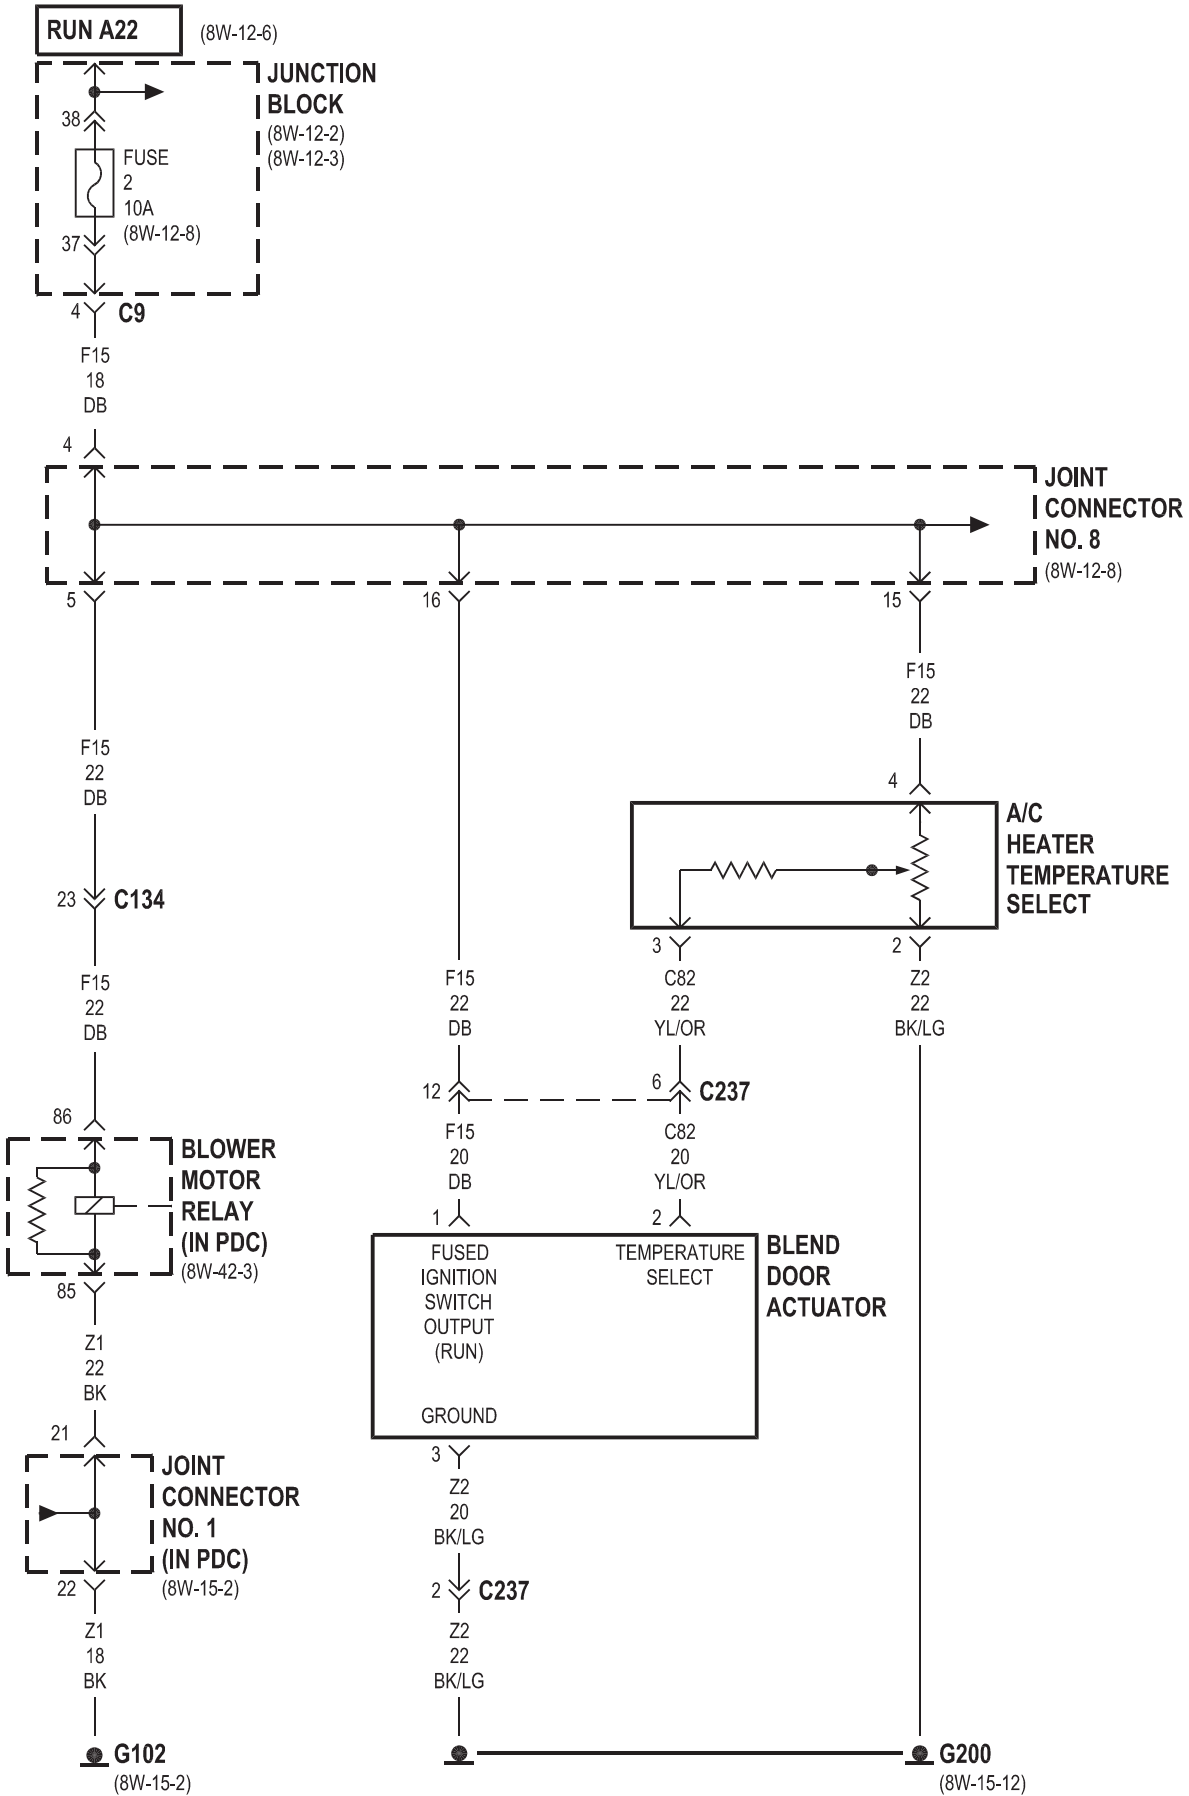 RUN A22
(8W-12-6)
JUNCTION
BLOCK
(8W-12-2)
(8W-12-3)
38
FUSE
2
10A
(8W-12-8)
37
4
C9
F15
18
DB
4
JOINT
CONNECTOR
NO. 8
(8W-12-8)
5
16
15
F15
22
DB
F15
22
DB
4
A/C
HEATER
TEMPERATURE
SELECT
23
C134
3
2
F15
22
DB
F15
22
DB
C82
22
YL/OR
Z2
22
BK/LG
12
6
C237
86
F15
20
DB
C82
20
YL/OR
BLOWER
MOTOR
RELAY
(IN PDC)
(8W-42-3)
1
2
FUSED
IGNITION
SWITCH
OUTPUT
(RUN)
TEMPERATURE
SELECT
BLEND
DOOR
ACTUATOR
85
Z1
22
BK
GROUND
21
3
JOINT
CONNECTOR
NO. 1
(IN PDC)
(8W-15-2)
Z2
20
BK/LG
22
2
C237
Z1
18
BK
Z2
22
BK/LG
G102
(8W-15-2)
G200
(8W-15-12)